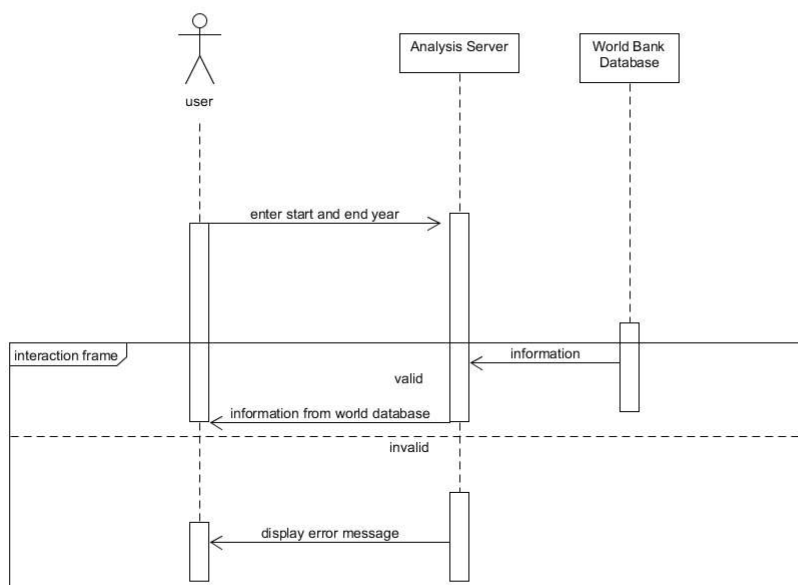 Analysis Server
World Bank
Database
user
enter start and end year
interaction frame
information
valid
information from world database
invalid
display error message